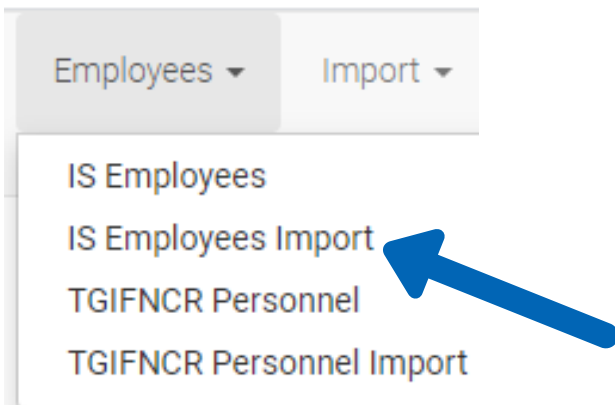 Employees Import
IS Employees
IS Employees Import
TGIFNCR Personnel
TGIFNCR Personnel Import